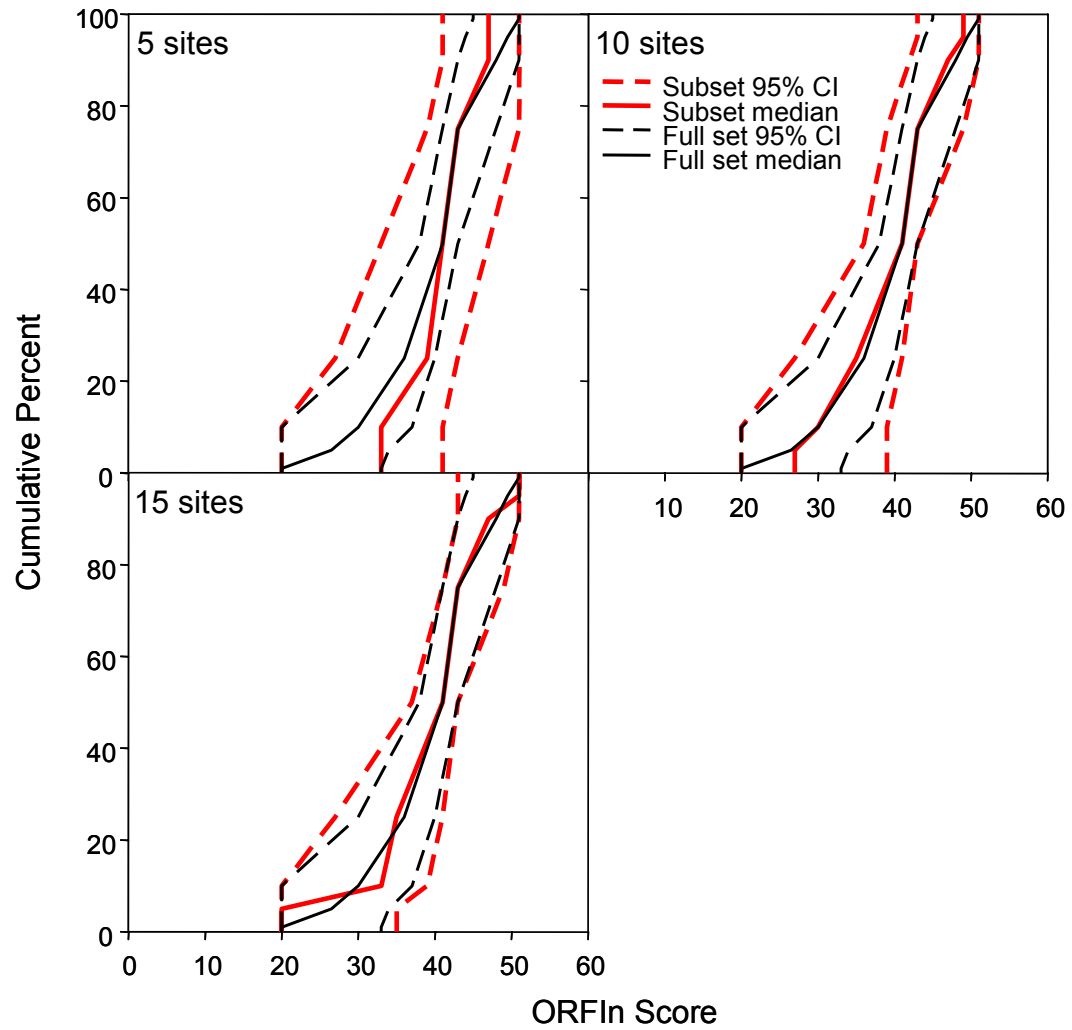 100
5 sites
10 sites
Subset 95% CI
Subset median
Full set 95% CI
Full set median
80
60
40
20
0
Cumulative Percent
15 sites
10 20 30 40 50 60
80
60
40
20
0
0 10 20 30 40 50 60
ORFIn Score